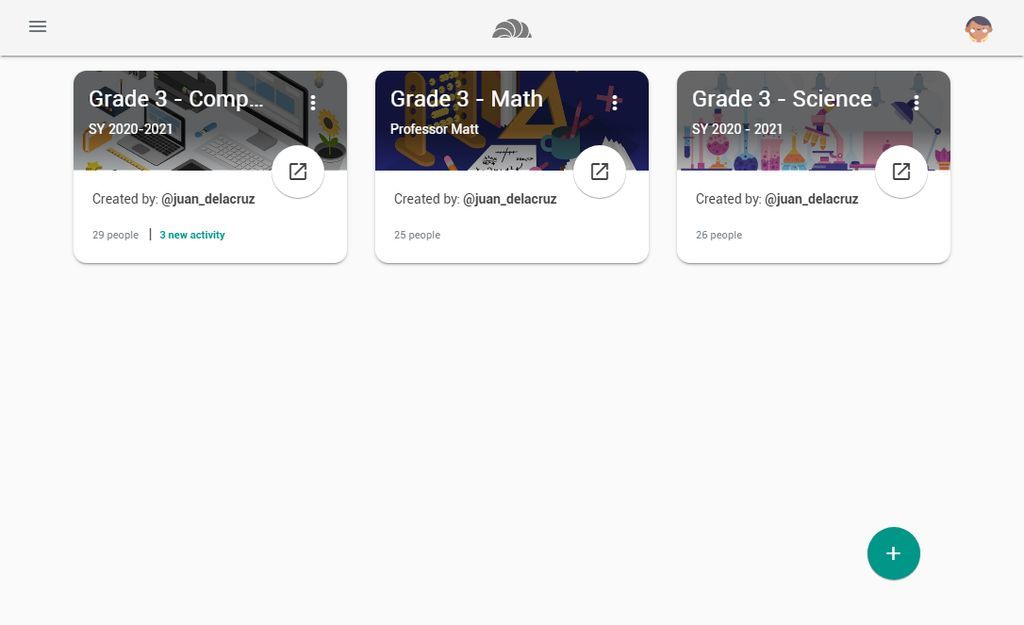 Grade 3 - Comp...
SY 2020-2021
Created by: @juan_delacruz
29 people | 3 new activity
Grade 3 - Math
Professor Matt
Created by: @juan_delacruz
25 people
Grade 3 - Science
SY 2020 - 2021
Created by: @juan_delacruz
26 people